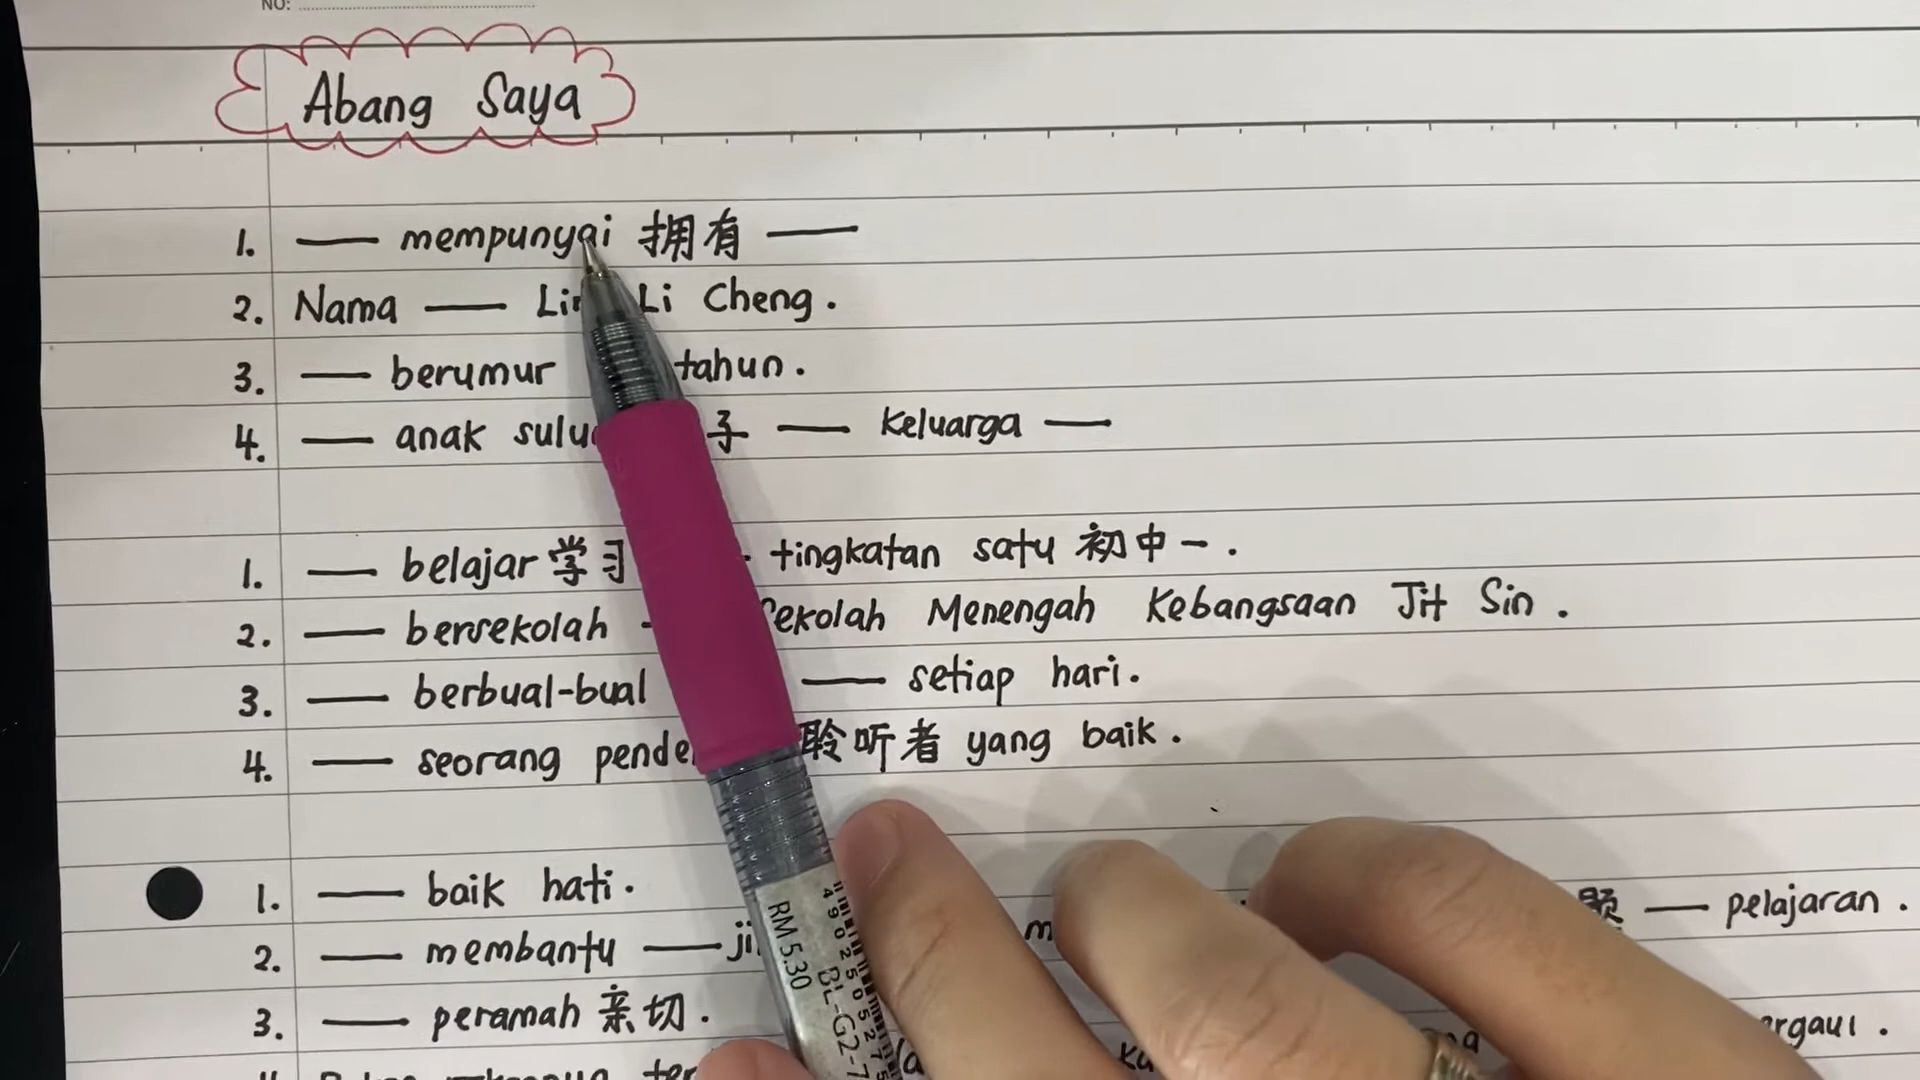 NO:
Abang Saya
1. — mempunyai 拥有 —
2. Nama — Li Cheng.
3. — berumur tahun.
4. — anak 子 — Keluarga —
1. — belajar 学习 tingkatan satu 初中一.
2. — bersekolah - Sekolah Menengah Kebangsaan Jit Sin.
3. — berbual-bual — setiap hari.
4. — seorang 聆听者 yang baik.
1. — baik hati.
2. — membantu — 题 — pelajaran.
3. — peramah 亲切.
RM 5.30
BL-G2-7